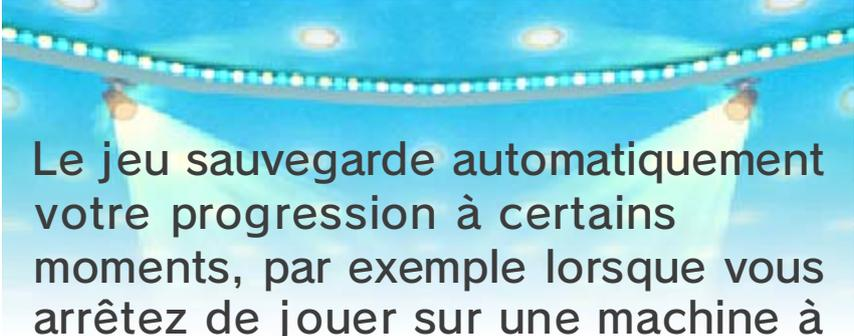 Le jeu sauvegarde automatiquement
votre progression à certains
moments, par exemple lorsque vous
arrêtez de jouer sur une machine à